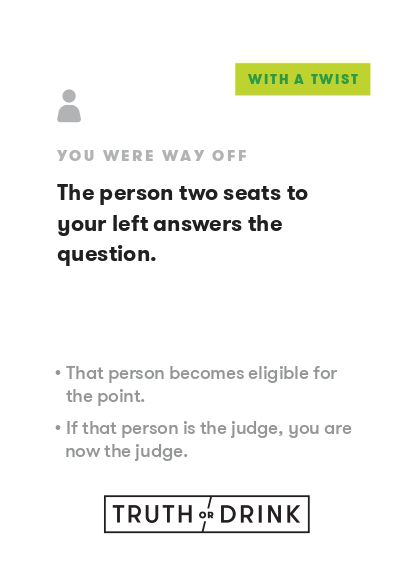 WITH A TWIST
YOU WERE WAY OFF
The person two seats to
your left answers the
question.
• That person becomes eligible for
the point.
• If that person is the judge, you are
now the judge.
TRUTH OR DRINK